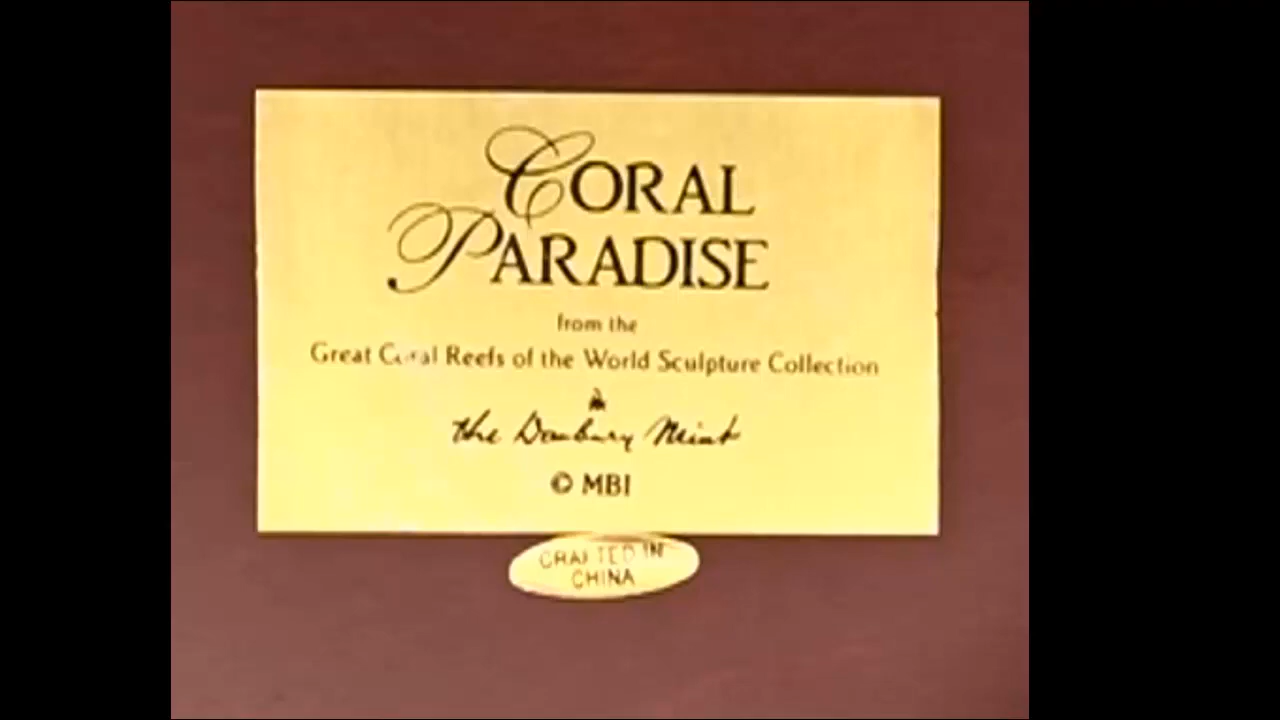 CORAL
PARADISE
from the
Great Coral Reefs of the World Sculpture Collection
the Danbury Mint
© MBI
CRAFTED IN
CHINA